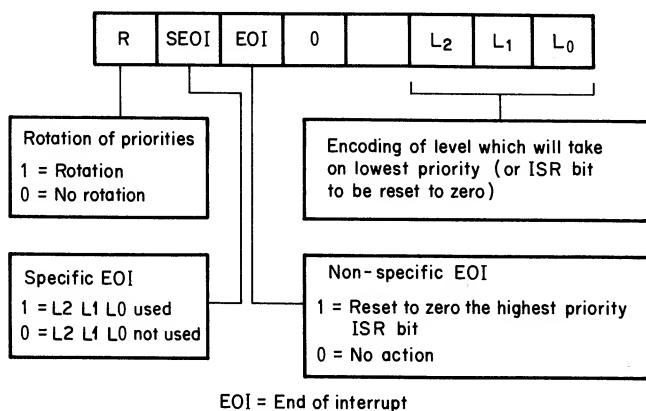 R SEOI EOI 0 L2 L1 L0
Rotation of priorities
1 = Rotation
0 = No rotation
Encoding of level which will take
on lowest priority (or ISR bit
to be reset to zero)
Specific EOI
1 = L2 L1 L0 used
0 = L2 L1 L0 not used
Non-specific EOI
1 = Reset to zero the highest priority
ISR bit
0 = No action
EOI = End of interrupt